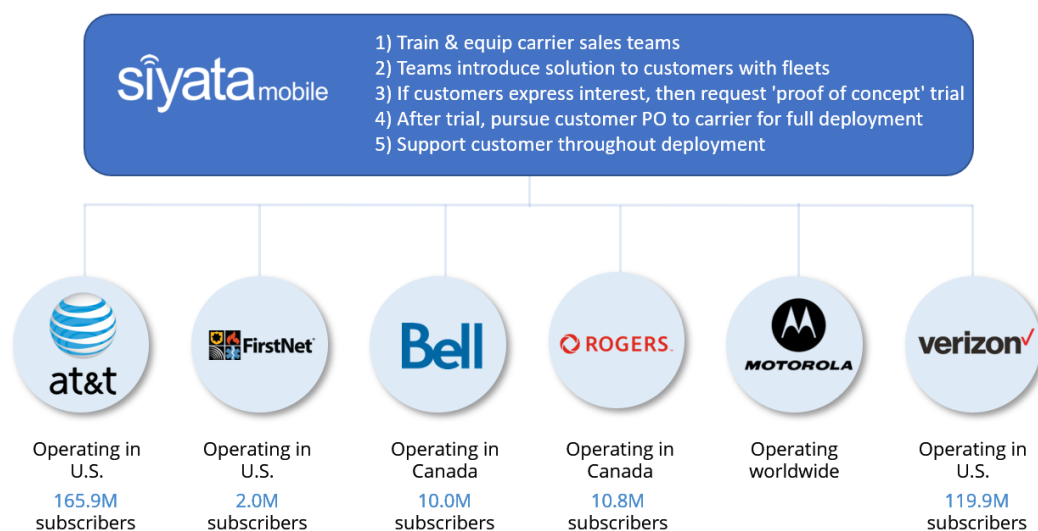 siyata mobile
1) Train & equip carrier sales teams
2) Teams introduce solution to customers with fleets
3) If customers express interest, then request 'proof of concept' trial
4) After trial, pursue customer PO to carrier for full deployment
5) Support customer throughout deployment
at&t
FirstNet
Bell
ROGERS
MOTOROLA
verizon
Operating in
U.S.
165.9M
subscribers
Operating in
U.S.
2.0M
subscribers
Operating in
Canada
10.0M
subscribers
Operating in
Canada
10.8M
subscribers
Operating
worldwide
Operating in
U.S.
119.9M
subscribers